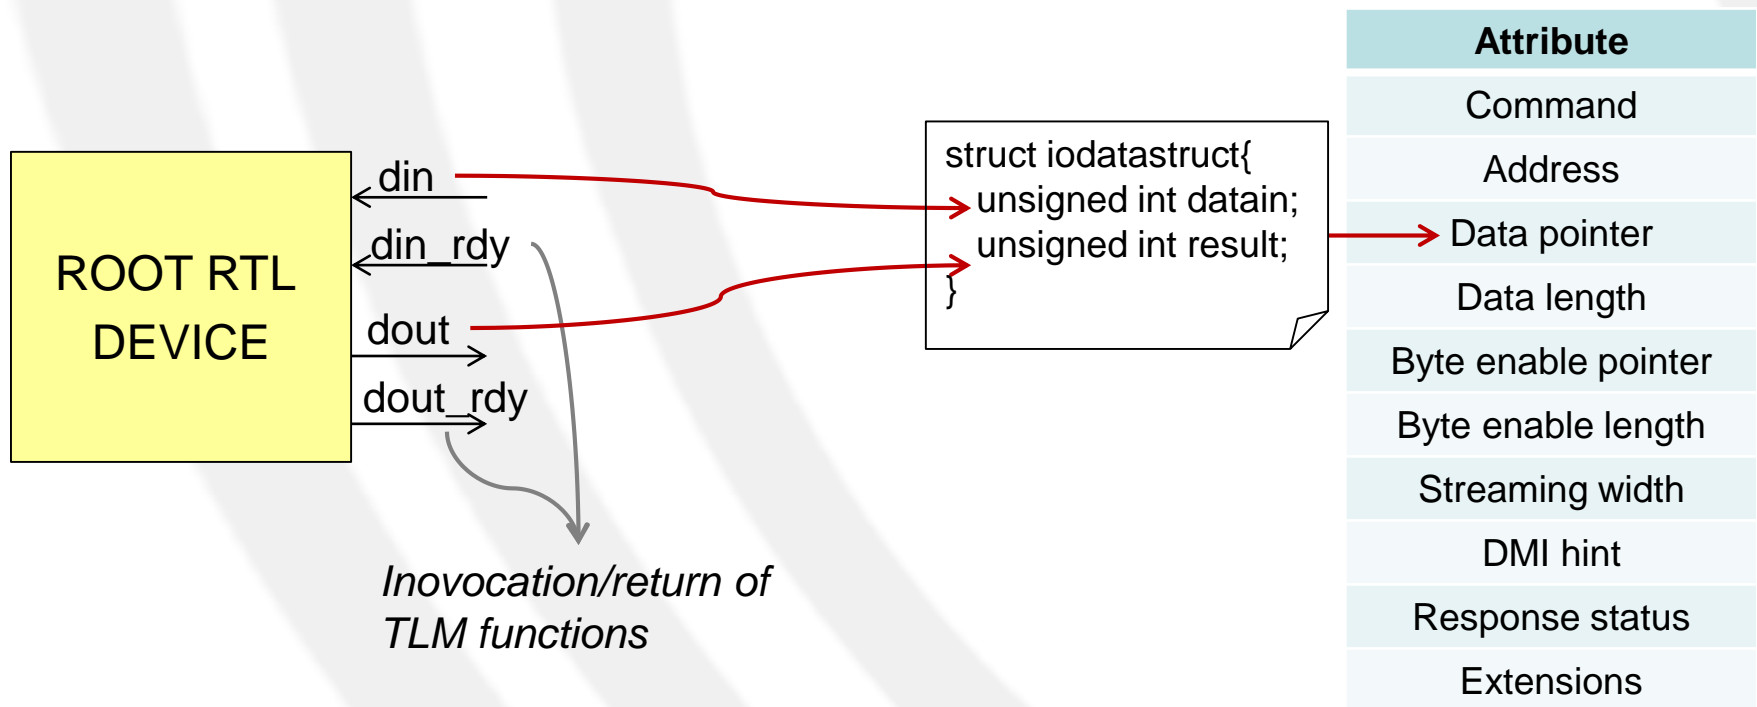 ROOT RTL
DEVICE
din
din_rdy
dout
dout_rdy
Inovocation/return of
TLM functions
struct iodatastruct{
unsigned int datain;
unsigned int result;
}
Attribute
Command
Address
Data pointer
Data length
Byte enable pointer
Byte enable length
Streaming width
DMI hint
Response status
Extensions